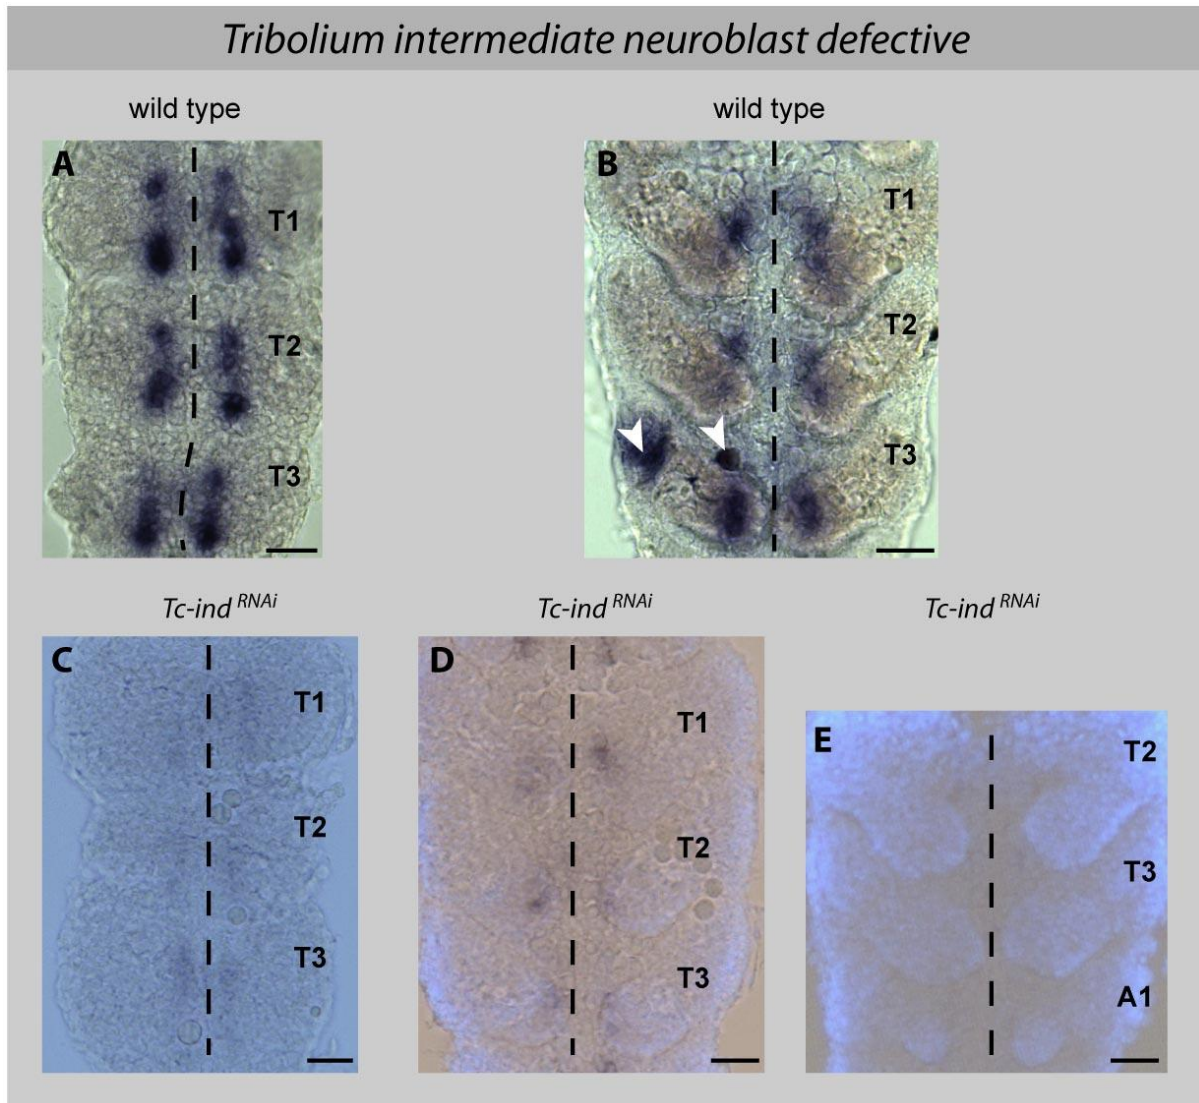 Tribolium intermediate neuroblast defective
wild type
wild type
A
T1
T2
T3
B
T1
T2
T3
Tc-ind RNAi
Tc-ind RNAi
Tc-ind RNAi
C
T1
T2
T3
D
T1
T2
T3
E
T2
T3
A1